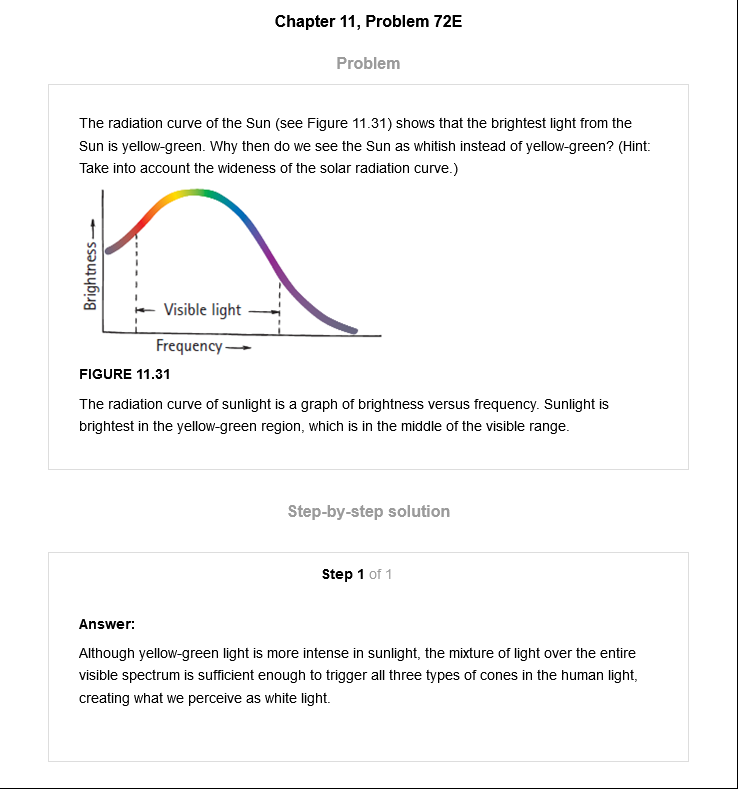 Chapter 11, Problem 72E
Problem
The radiation curve of the Sun (see Figure 11.31) shows that the brightest light from the
Sun is yellow-green. Why then do we see the Sun as whitish instead of yellow-green? (Hint:
Take into account the wideness of the solar radiation curve.)
Brightness
Visible light
Frequency
FIGURE 11.31
The radiation curve of sunlight is a graph of brightness versus frequency. Sunlight is
brightest in the yellow-green region, which is in the middle of the visible range.
Step-by-step solution
Step 1 of 1
Answer:
Although yellow-green light is more intense in sunlight, the mixture of light over the entire
visible spectrum is sufficient enough to trigger all three types of cones in the human light,
creating what we perceive as white light.